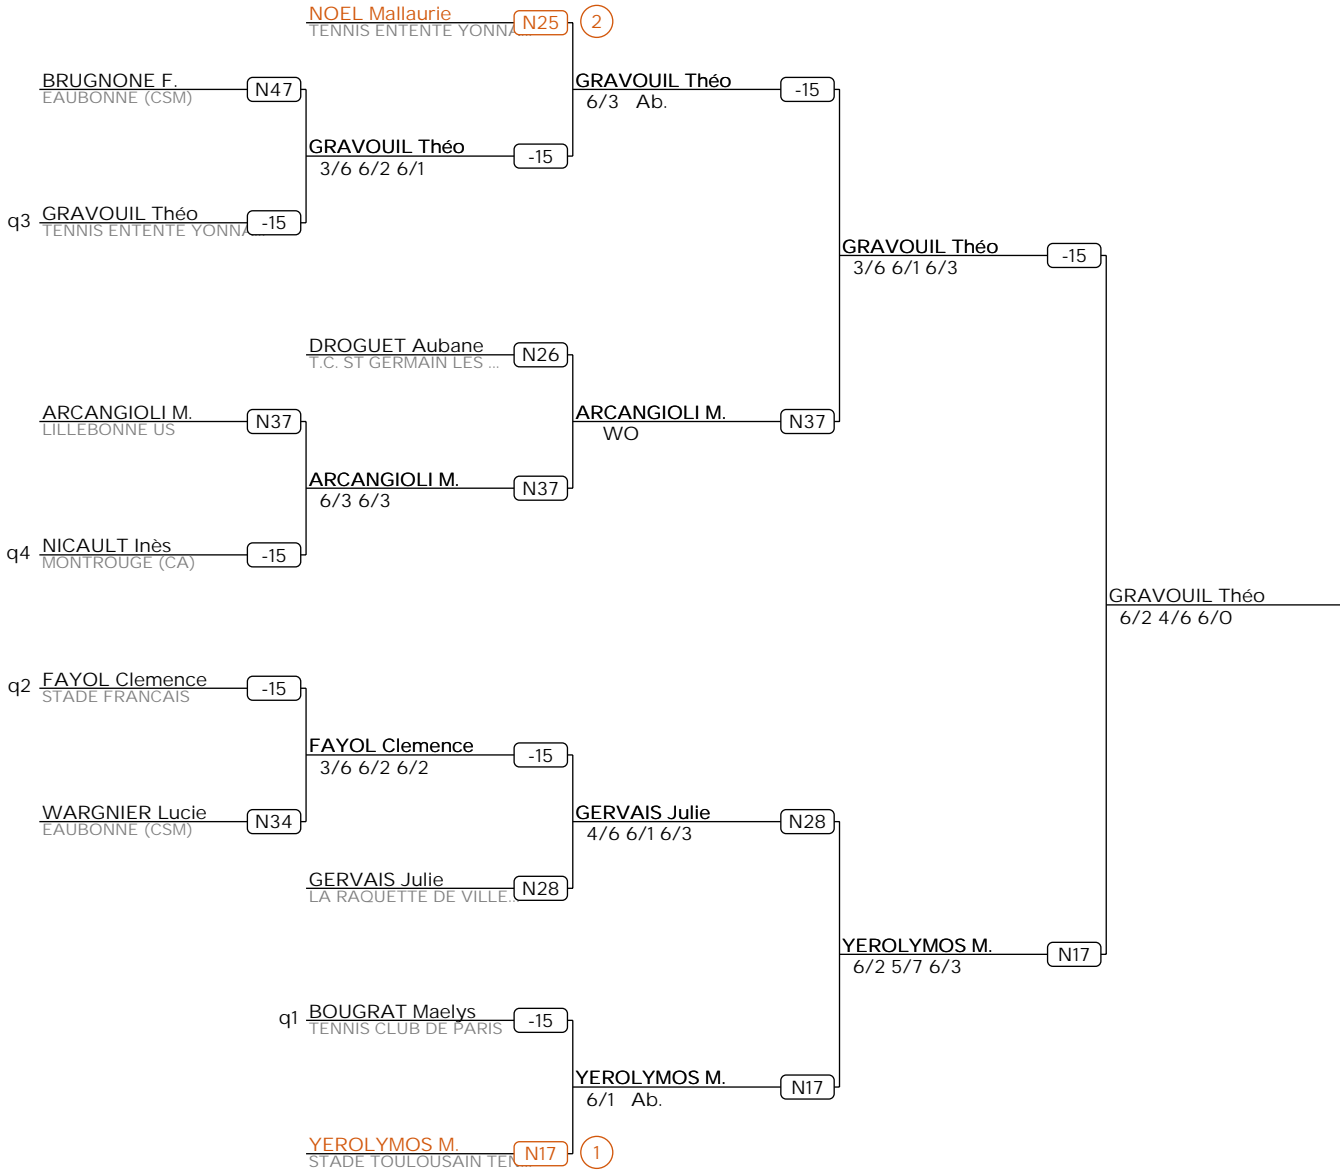 NOEL Mallaurie N25 2
TENNIS ENTENTE YONNA...
BRUGNONE F. N47
EAUBONNE (CSM)
GRAVOUIL Théo -15
6/3 Ab.
GRAVOUIL Théo -15
3/6 6/2 6/1
q3 GRAVOUIL Théo -15
TENNIS ENTENTE YONNA...
GRAVOUIL Théo -15
3/6 6/1 6/3
DROGUET Aubane N26
T.C. ST GERMAIN LES ...
ARCANGIOLI M. N37
LILLEBONNE US
ARCANGIOLI M. N37
WO
ARCANGIOLI M. N37
6/3 6/3
q4 NICAULT Inès -15
MONTROUGE (CA)
GRAVOUIL Théo
6/2 4/6 6/0
q2 FAYOL Clemence -15
STADE FRANCAIS
FAYOL Clemence -15
3/6 6/2 6/2
WARGNIER Lucie N34
EAUBONNE (CSM)
GERVAIS Julie N28
4/6 6/1 6/3
GERVAIS Julie N28
LA RAQUETTE DE VILLE...
YEROLYMOS M. N17
6/2 5/7 6/3
q1 BOUGRAT Maelys -15
TENNIS CLUB DE PARIS
YEROLYMOS M. N17
6/1 Ab.
YEROLYMOS M. N17 1
STADE TOULOUSAIN TEN...